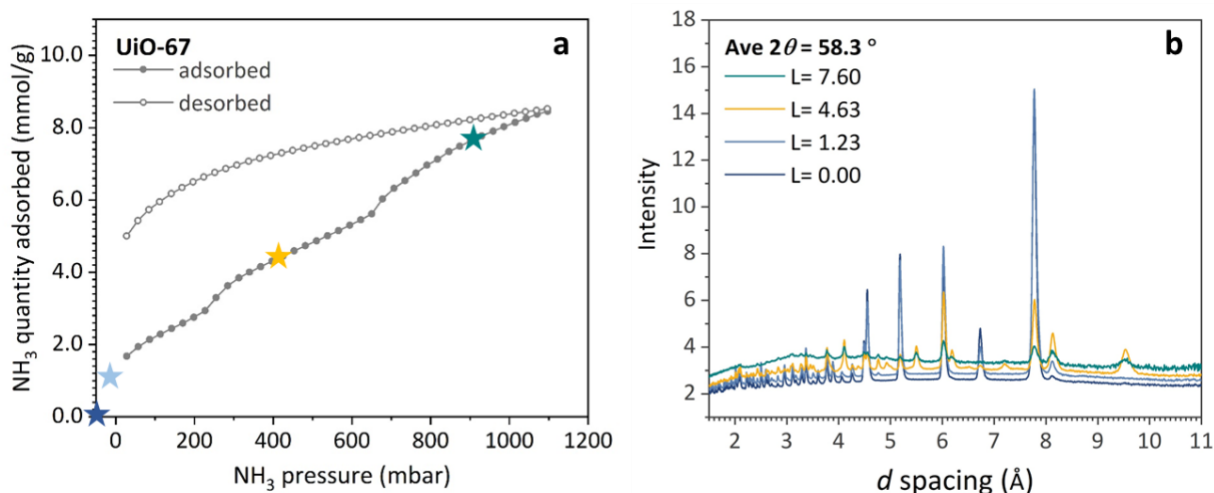 a
UiO-67
adsorbed
desorbed
NH₃ quantity adsorbed (mmol/g)
10.0
8.0
6.0
4.0
2.0
0.0
0
200
400
600
800
1000
1200
NH₃ pressure (mbar)
b
Ave 2θ = 58.3 °
L= 7.60
L= 4.63
L= 1.23
L= 0.00
Intensity
18
16
14
12
10
8
6
4
2
2
3
4
5
6
7
8
9
10
11
d spacing (Å)